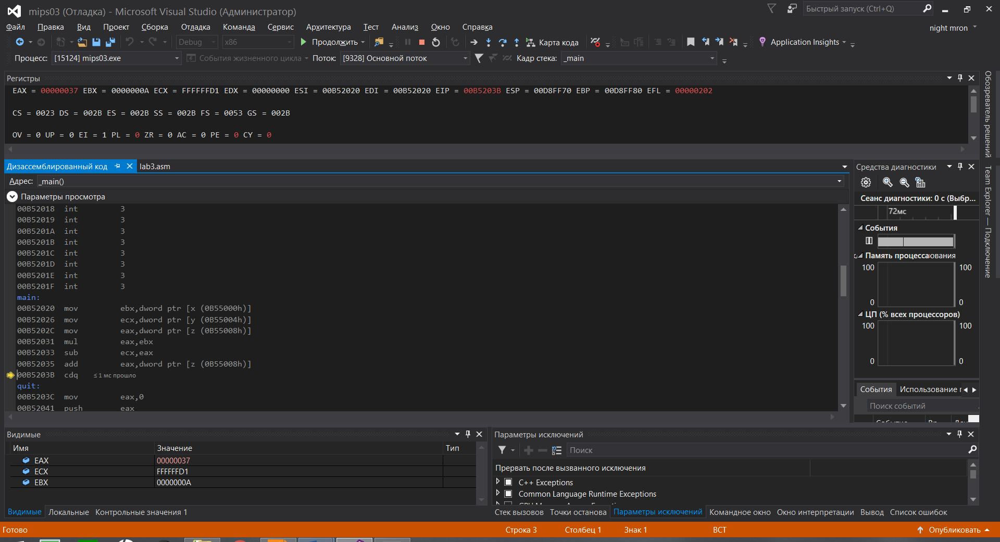 mips03 (Отладка) - Microsoft Visual Studio (Администратор)
Быстрый запуск (Ctrl+Q)
Файл Правка Вид Проект Сборка Отладка Команда Сервис Архитектура Тест Анализ Окно Справка
night mron
Debug x86 Продолжить Карта кода Application Insights
Процесс: [15124] mips03.exe События жизненного цикла Поток: [9328] Основной поток Кадр стека: _main
Регистры
EAX = 00000037 EBX = 0000000A ECX = FFFFFFD1 EDX = 00000000 ESI = 00B52020 EDI = 00B52020 EIP = 00B5203B ESP = 00D8FF70 EBP = 00D8FF80 EFL = 00000202
CS = 0023 DS = 002B ES = 002B SS = 002B FS = 0053 GS = 002B
OV = 0 UP = 0 EI = 1 PL = 0 ZR = 0 AC = 0 PE = 0 CY = 0
Дизассемблированный код lab3.asm
Адрес: _main()
Параметры просмотра
00B52018 int 3
00B52019 int 3
00B5201A int 3
00B5201B int 3
00B5201C int 3
00B5201D int 3
00B5201E int 3
00B5201F int 3
main:
00B52020 mov ebx,dword ptr [x (0B55000h)]
00B52026 mov ecx,dword ptr [y (0B55004h)]
00B5202C mov eax,dword ptr [z (0B55008h)]
00B52031 mul eax,ebx
00B52033 sub ecx,eax
00B52035 add eax,dword ptr [z (0B55008h)]
00B5203B cdq ≤ 1 мс прошло
quit:
00B5203C mov eax,0
00B52041 push eax
Средства диагностики
Сеанс диагностики: 0 с (Выбр...
72мс
События
Память процесса
ования
100 100
0 0
ЦП (% всех процессоров)
100 100
0 0
События Использование
Поиск событий
Обозреватель решений
Team Explorer — Подключение
Видимые
Имя Значение Тип
EAX 00000037
ECX FFFFFFD1
EBX 0000000A
Видимые Локальные Контрольные значения 1
Параметры исключений
Поиск
Прервать после вызванного исключения
C++ Exceptions
Common Language Runtime Exceptions
Стек вызовов Точки останова Параметры исключений Командное окно Окно интерпретации Вывод Список ошибок
Готово Строка 3 Столбец 1 Знак 1 ВСТ Опубликовать